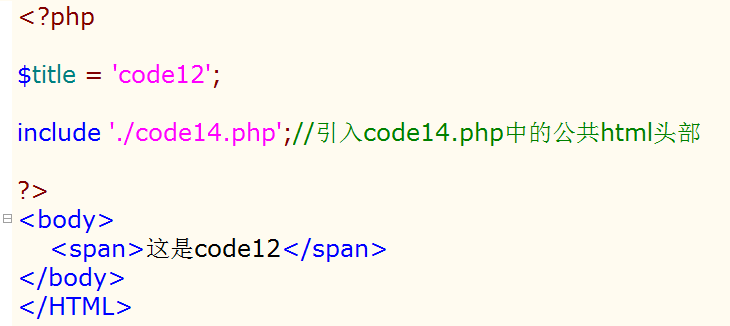 <?php
$title = 'code12';
include './code14.php';//引入code14.php中的公共html头部
?>
<body>
<span>这是code12</span>
</body>
</HTML>